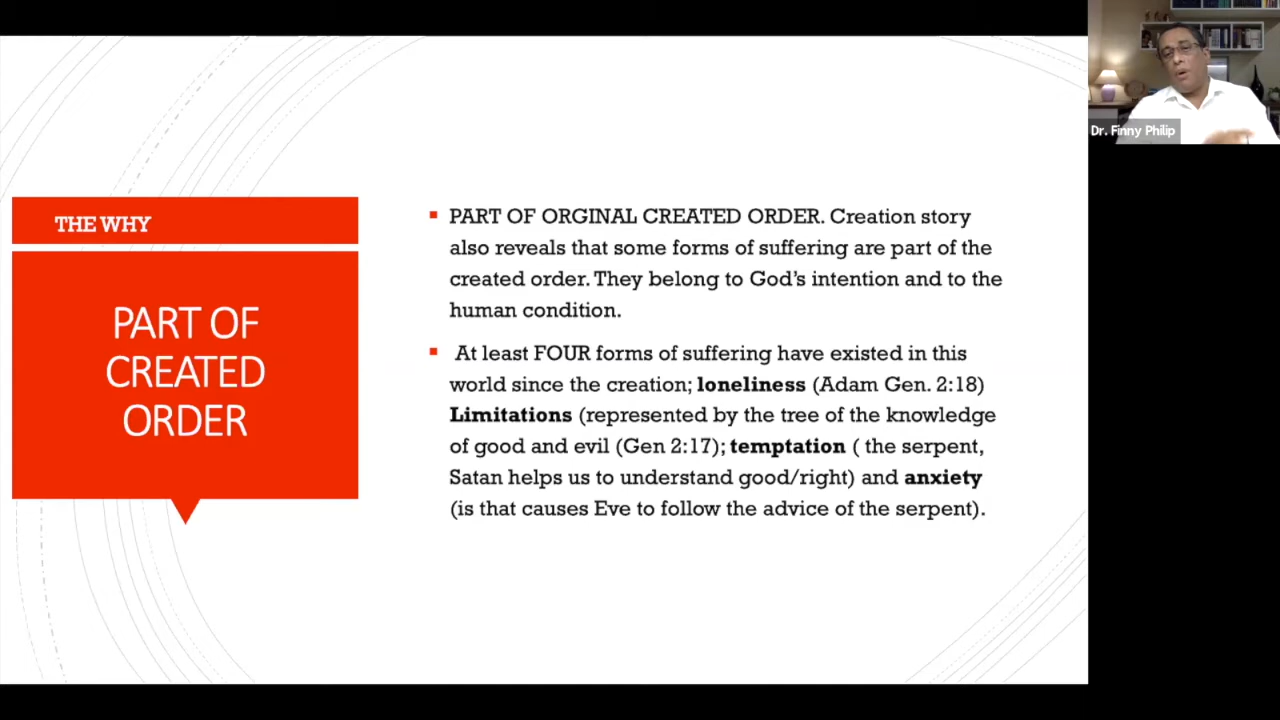 THE WHY
PART OF
CREATED
ORDER
PART OF ORGINAL CREATED ORDER. Creation story
also reveals that some forms of suffering are part of the
created order. They belong to God's intention and to the
human condition.
At least FOUR forms of suffering have existed in this
world since the creation; loneliness (Adam Gen. 2:18)
Limitations (represented by the tree of the knowledge
of good and evil (Gen 2:17); temptation ( the serpent,
Satan helps us to understand good/right) and anxiety
(is that causes Eve to follow the advice of the serpent).
Dr. Finny Philip